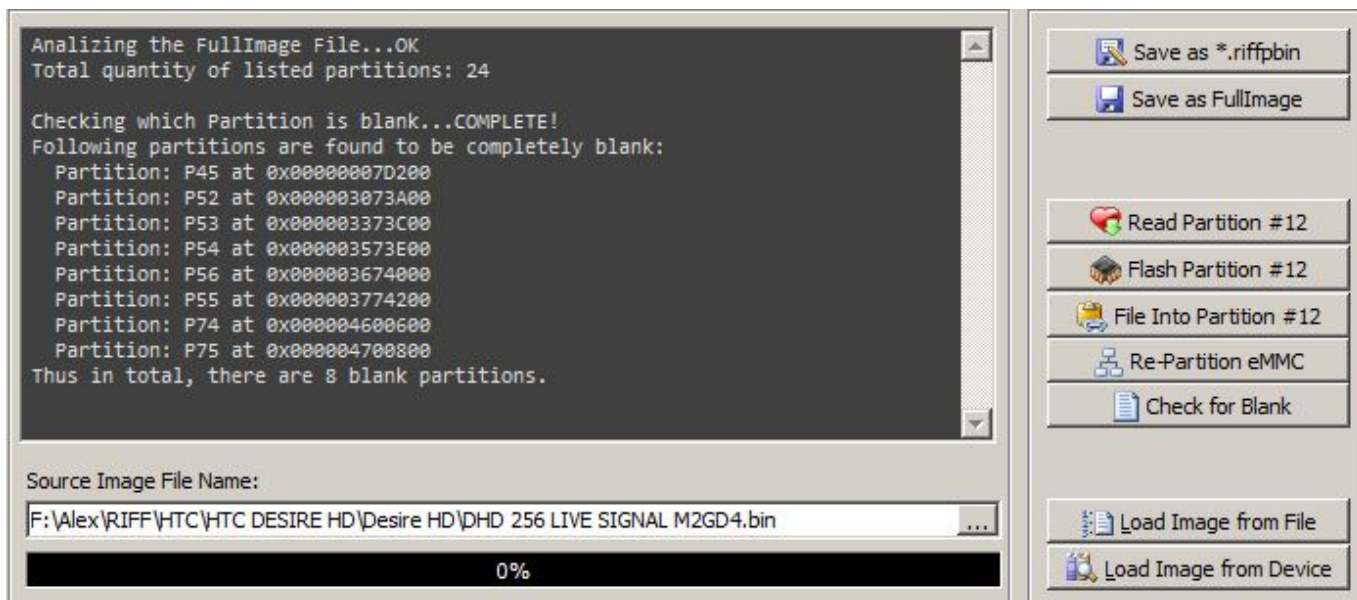 Analizing the FullImage File...OK
Total quantity of listed partitions: 24
Checking which Partition is blank...COMPLETE!
Following partitions are found to be completely blank:
Partition: P45 at 0x00000007D200
Partition: P52 at 0x000003073A00
Partition: P53 at 0x000003373C00
Partition: P54 at 0x000003573E00
Partition: P56 at 0x000003674000
Partition: P55 at 0x000003774200
Partition: P74 at 0x000004600600
Partition: P75 at 0x000004700800
Thus in total, there are 8 blank partitions.
Source Image File Name:
F:\Alex\RIFF\HTC\HTC DESIRE HD\Desire HD\DHD 256 LIVE SIGNAL M2GD4.bin
...
0%
Save as *.riffpbin
Save as FullImage
Read Partition #12
Flash Partition #12
File Into Partition #12
Re-Partition eMMC
Check for Blank
Load Image from File
Load Image from Device